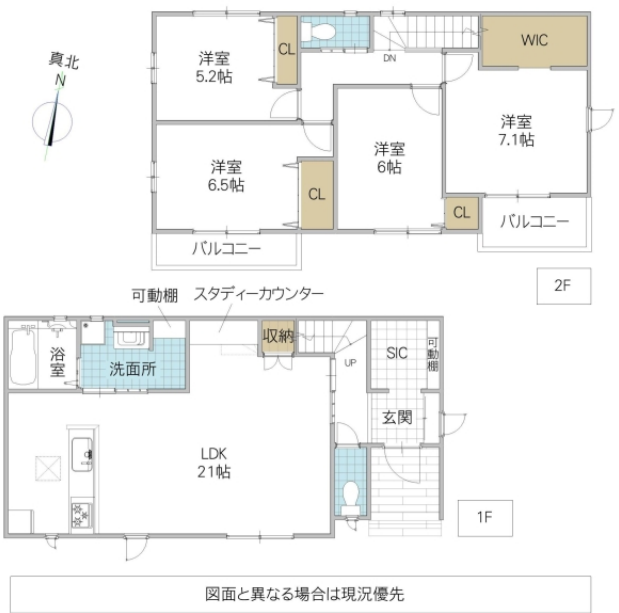 真北
N
洋室
5.2帖
CL
DN
WIC
洋室
6.5帖
CL
洋室
6帖
CL
洋室
7.1帖
バルコニー
バルコニー
2F
可動棚
スタディーカウンター
浴室
洗面所
収納
UP
SIC
可動棚
玄関
LDK
21帖
1F
図面と異なる場合は現況優先